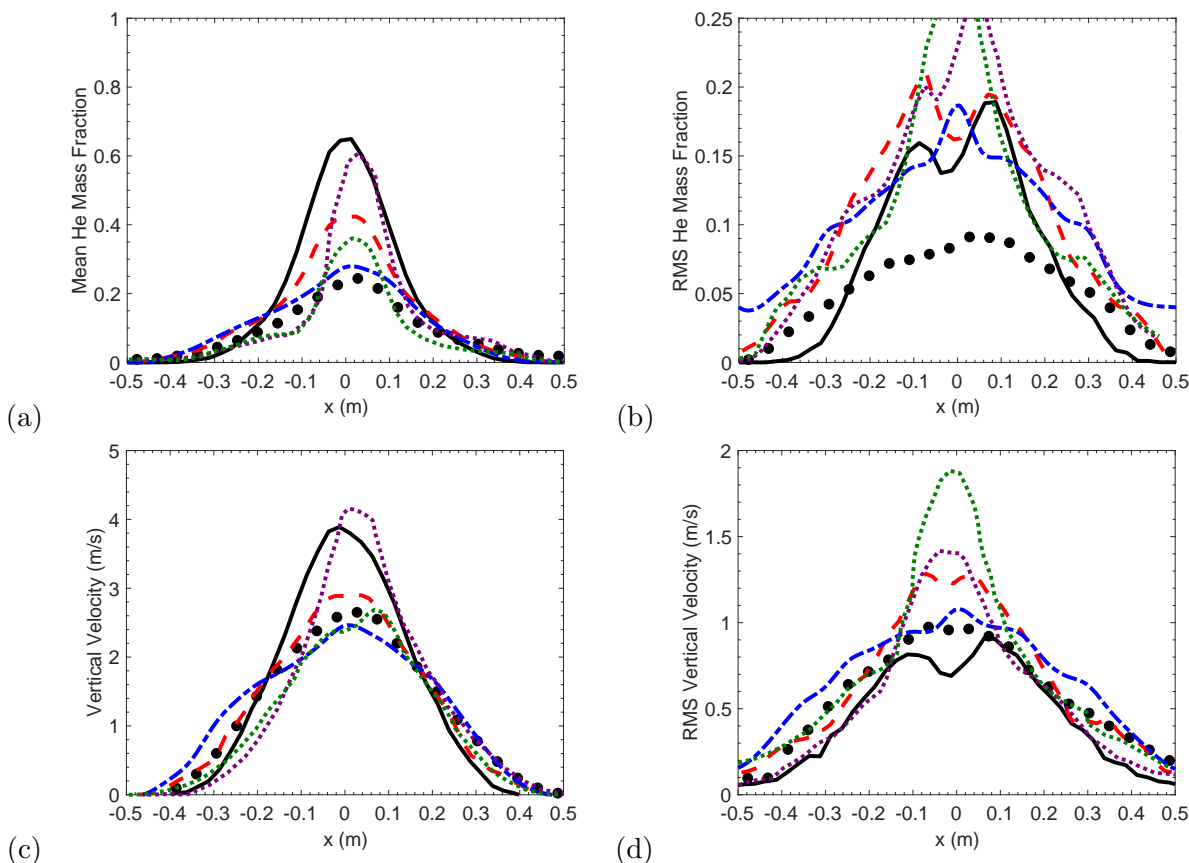 1
0.8
0.6
0.4
0.2
0
Mean He Mass Fraction
-0.5 -0.4 -0.3 -0.2 -0.1 0 0.1 0.2 0.3 0.4 0.5
x (m)
(a)
0.25
0.2
0.15
0.1
0.05
0
RMS He Mass Fraction
-0.5 -0.4 -0.3 -0.2 -0.1 0 0.1 0.2 0.3 0.4 0.5
x (m)
(b)
5
4
3
2
1
0
Vertical Velocity (m/s)
-0.5 -0.4 -0.3 -0.2 -0.1 0 0.1 0.2 0.3 0.4 0.5
x (m)
(c)
2
1.5
1
0.5
0
RMS Vertical Velocity (m/s)
-0.5 -0.4 -0.3 -0.2 -0.1 0 0.1 0.2 0.3 0.4 0.5
x (m)
(d)